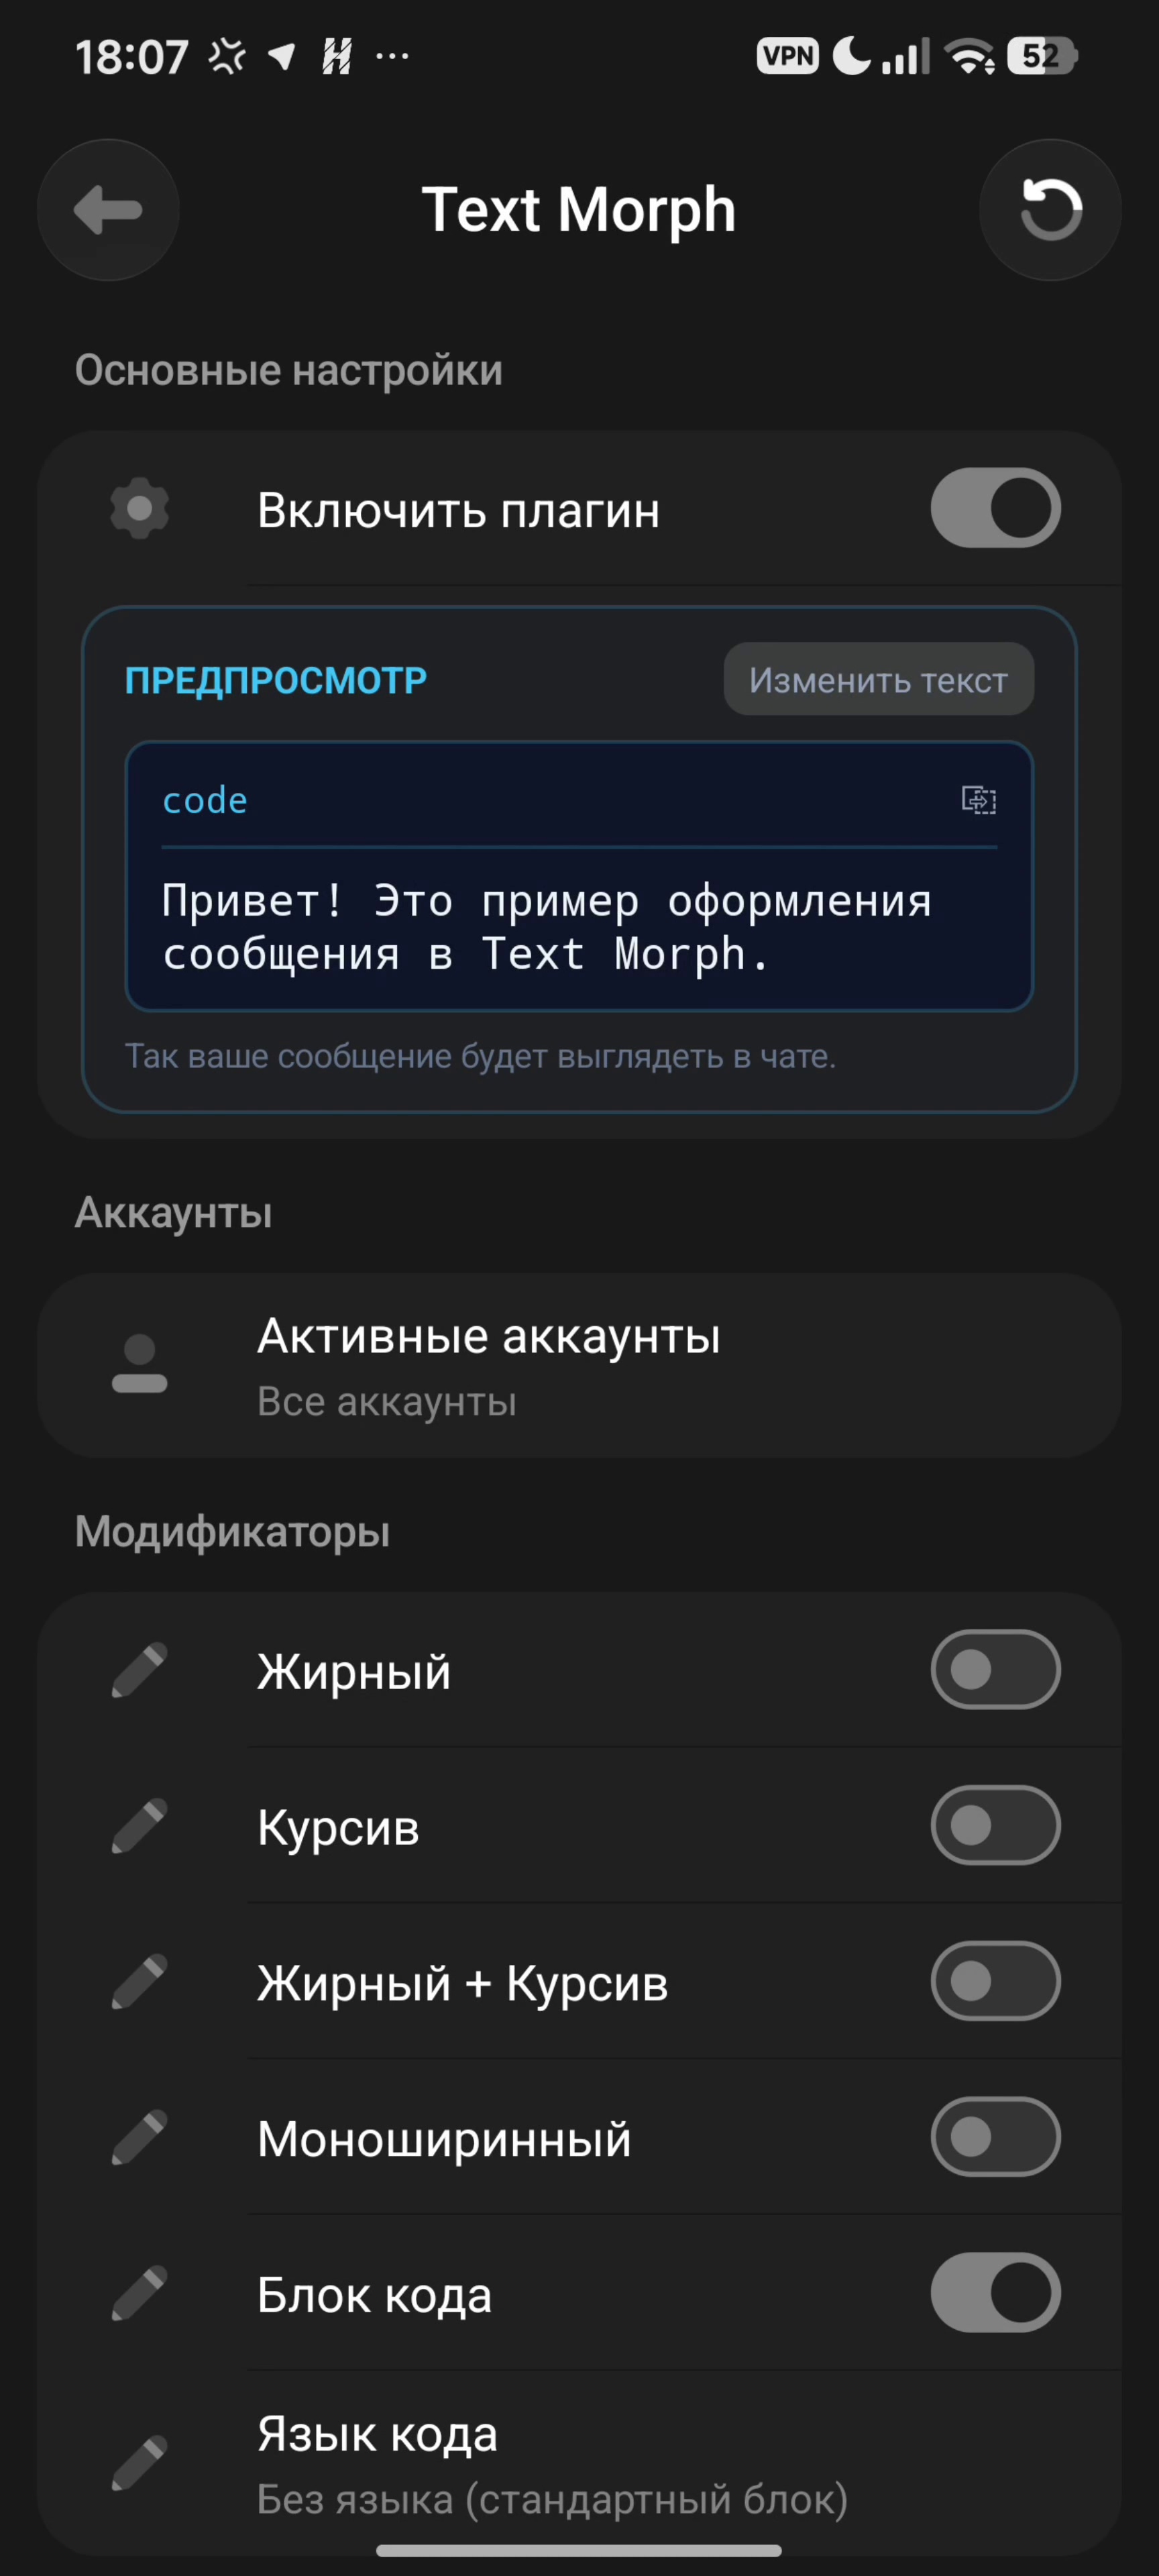 18:07 ... VPN 52
Text Morph
Основные настройки
Включить плагин
ПРЕДПРОСМОТР
Изменить текст
code
Привет! Это пример оформления
сообщения в Text Morph.
Так ваше сообщение будет выглядеть в чате.
Аккаунты
Активные аккаунты
Все аккаунты
Модификаторы
Жирный
Курсив
Жирный + Курсив
Моноширинный
Блок кода
Язык кода
Без языка (стандартный блок)